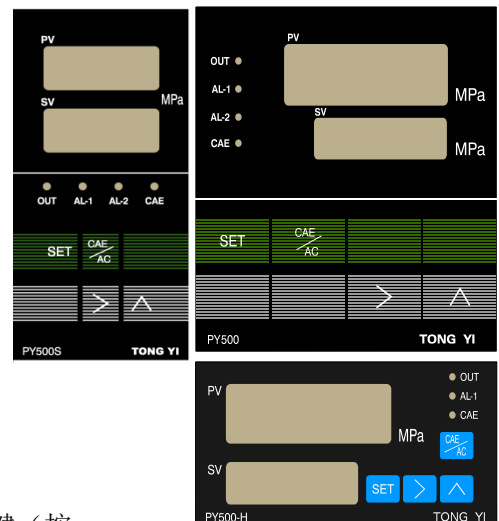 PV
SV
MPa
OUT AL-1 AL-2 CAE
SET CAE/AC
> ∧
PY500S TONG YI
PV
OUT
AL-1
AL-2
CAE
MPa
SV
MPa
SET CAE/AC
> ∧
PY500 TONG YI
PV
OUT
AL-1
CAE
MPa
CAE/AC
SV
SET > ∧
PY500-H TONG YI